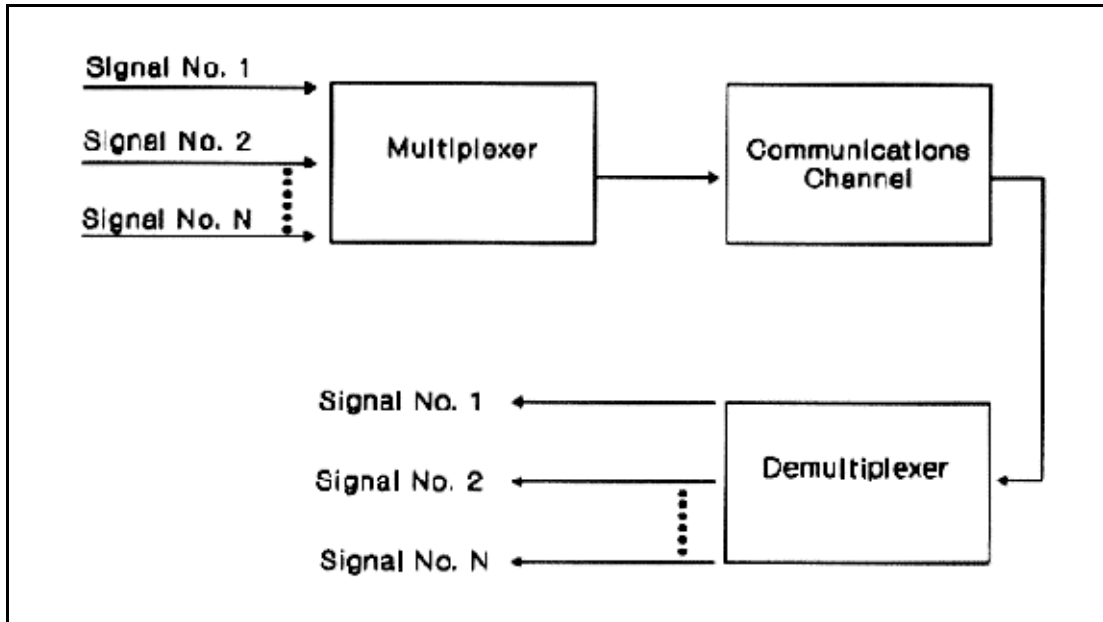 Signal No. 1
Signal No. 2
Signal No. N
Multiplexer
Communications
Channel
Signal No. 1
Signal No. 2
Signal No. N
Demultiplexer